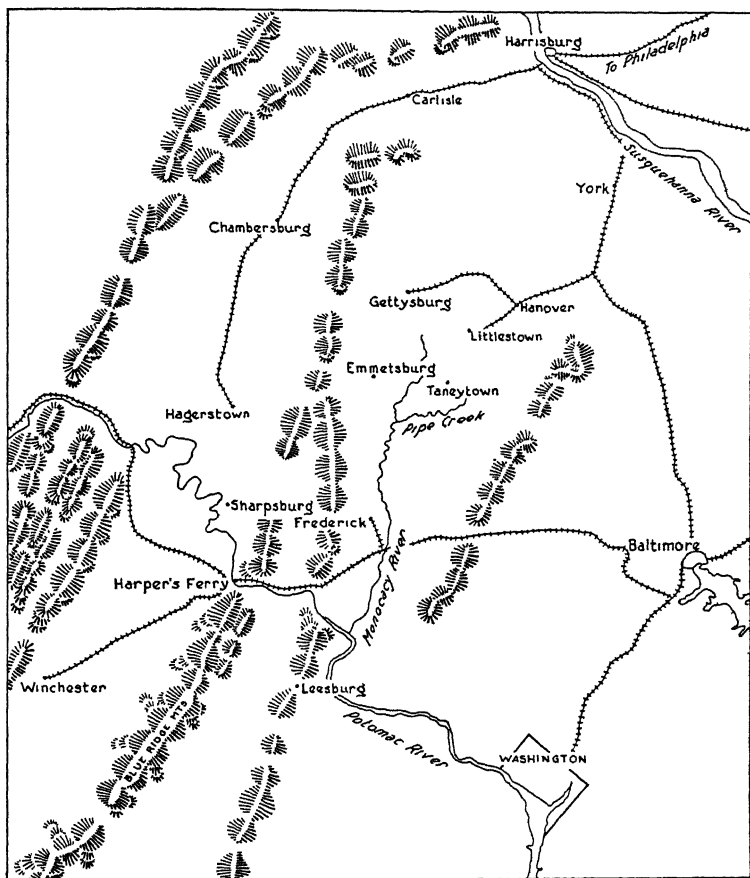 Harrisburg
To Philadelphia
Carlisle
Susquehanna River
York
Chambersburg
Gettysburg
Hanover
Littlestown
Emmetsburg
Taneytown
Hagerstown
Pipe Creek
Sharpsburg
Frederick
Baltimore
Harper's Ferry
Monocacy River
Winchester
Leesburg
BLUE RIDGE MTS
Potomac River
WASHINGTON